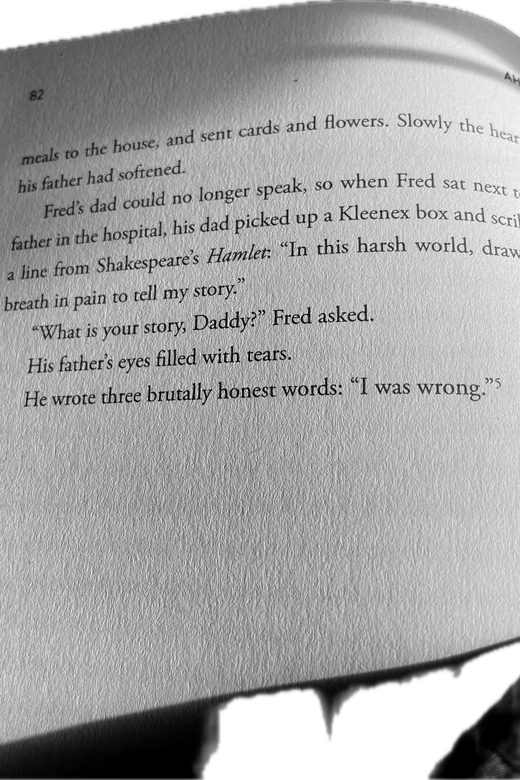 82
AH
meals to the house, and sent cards and flowers. Slowly the hear
his father had softened.
Fred's dad could no longer speak, so when Fred sat next t
father in the hospital, his dad picked up a Kleenex box and scri
a line from Shakespeare's Hamlet: “In this harsh world, draw
breath in pain to tell my story.”
“What is your story, Daddy?” Fred asked.
His father's eyes filled with tears.
He wrote three brutally honest words: “I was wrong.”5